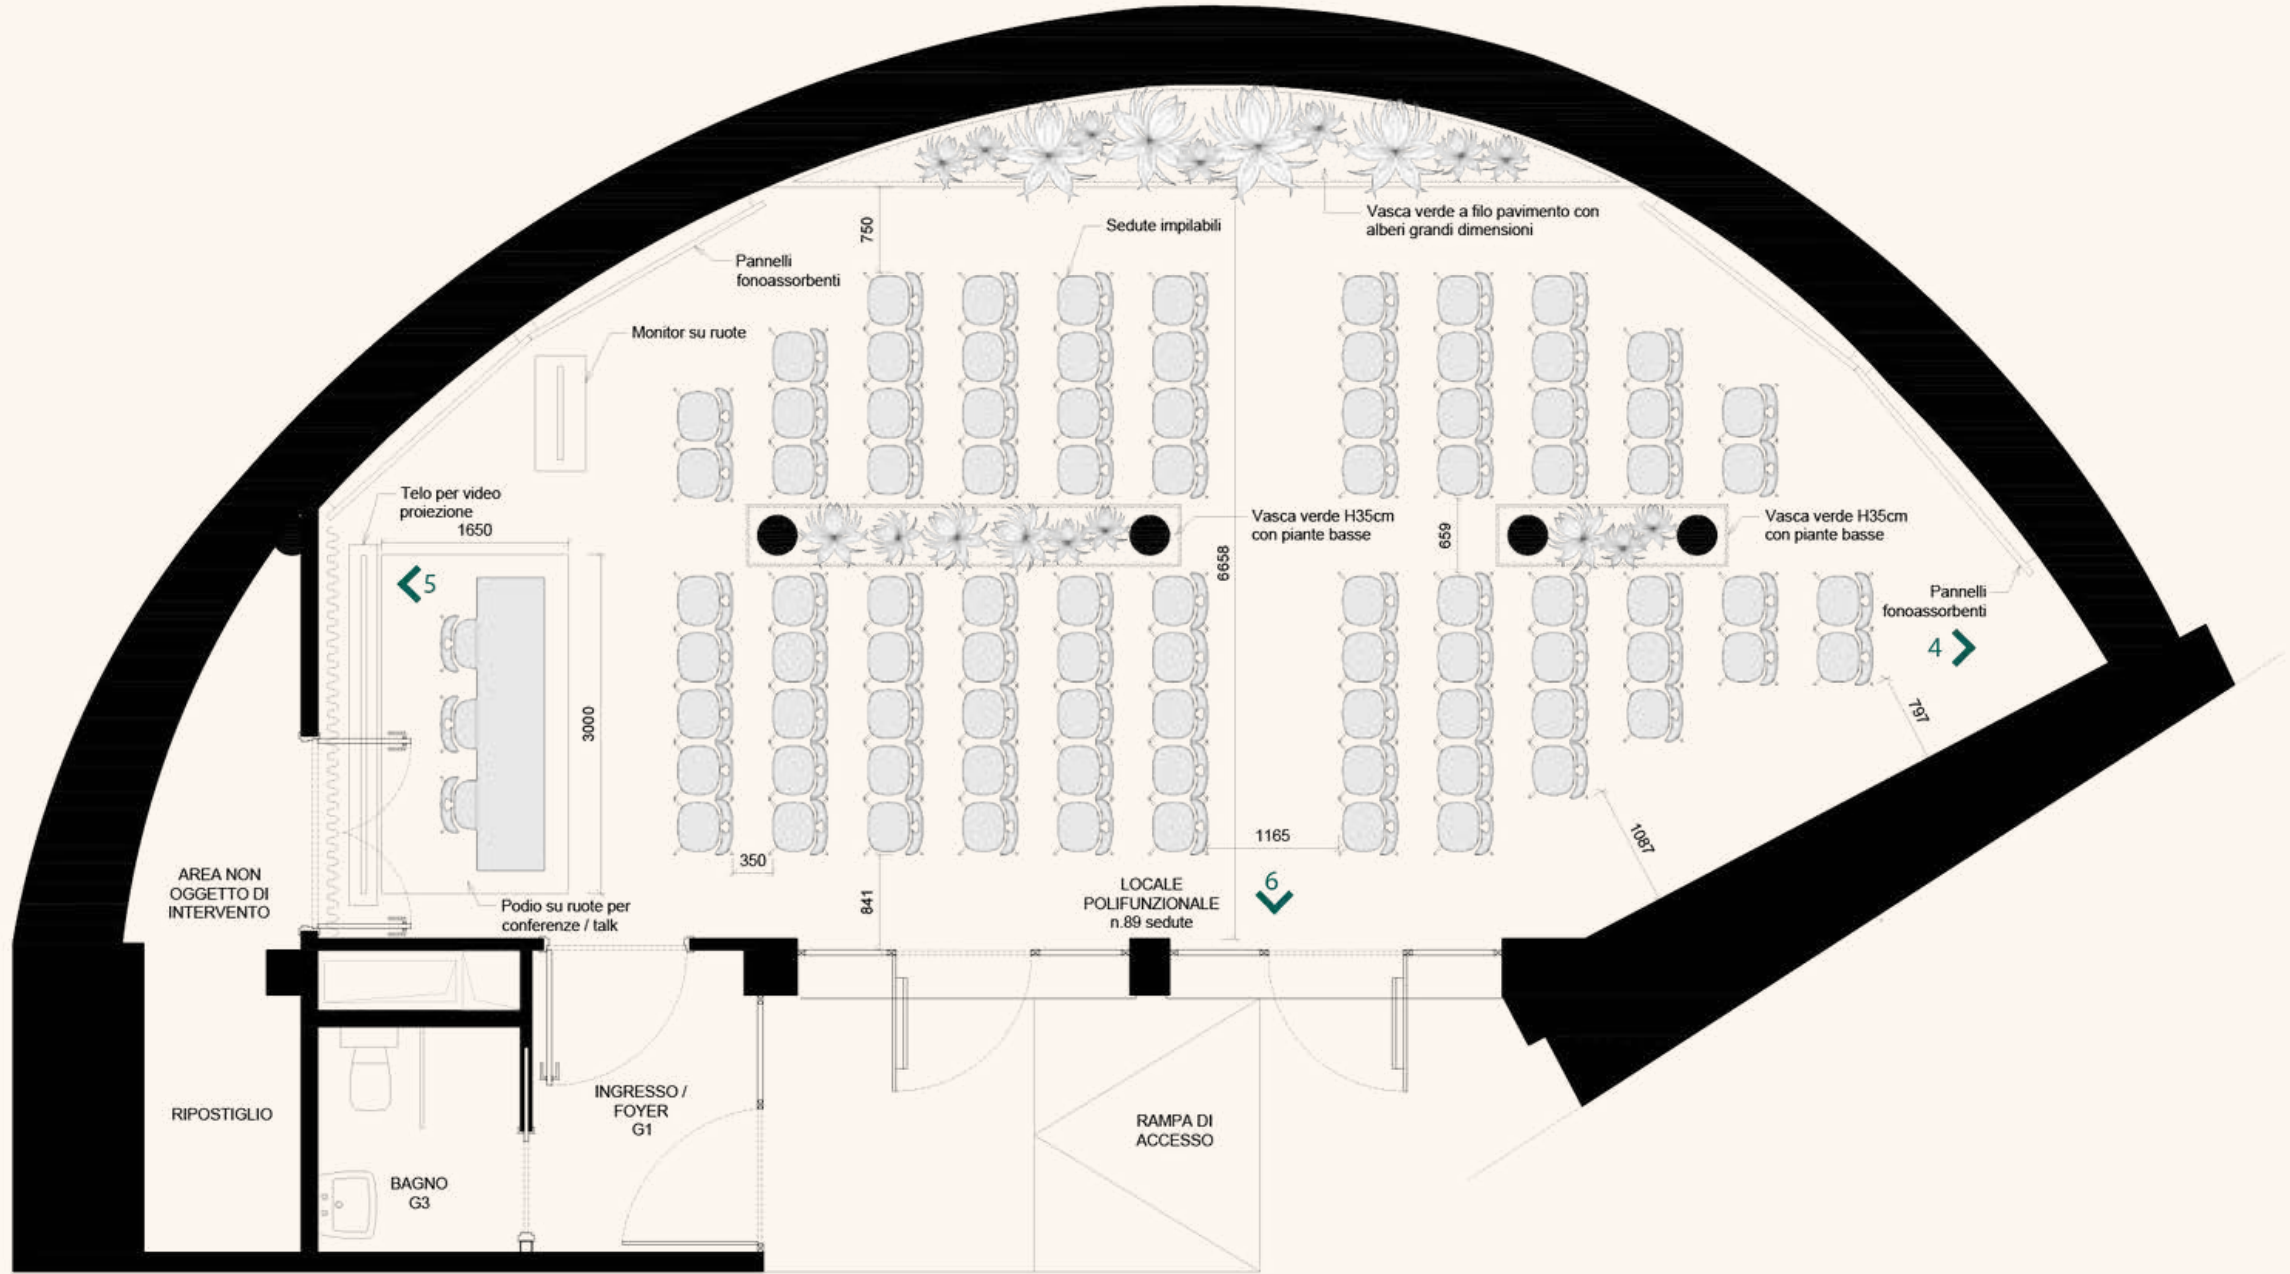 Vasca verde a filo pavimento con
alberi grandi dimensioni
Sedute impilabili
750
Pannelli
fonoassorbenti
Monitor su ruote
Telo per video
proiezione
1650
Vasca verde H35cm
con piante basse
659
6658
Vasca verde H35cm
con piante basse
5
Pannelli
fonoassorbenti
4
3000
797
1165
1087
350
841
6
LOCALE
POLIFUNZIONALE
n.89 sedute
AREA NON
OGGETTO DI
INTERVENTO
Podio su ruote per
conferenze / talk
INGRESSO /
FOYER
G1
RIPOSTIGLIO
RAMPA DI
ACCESSO
BAGNO
G3